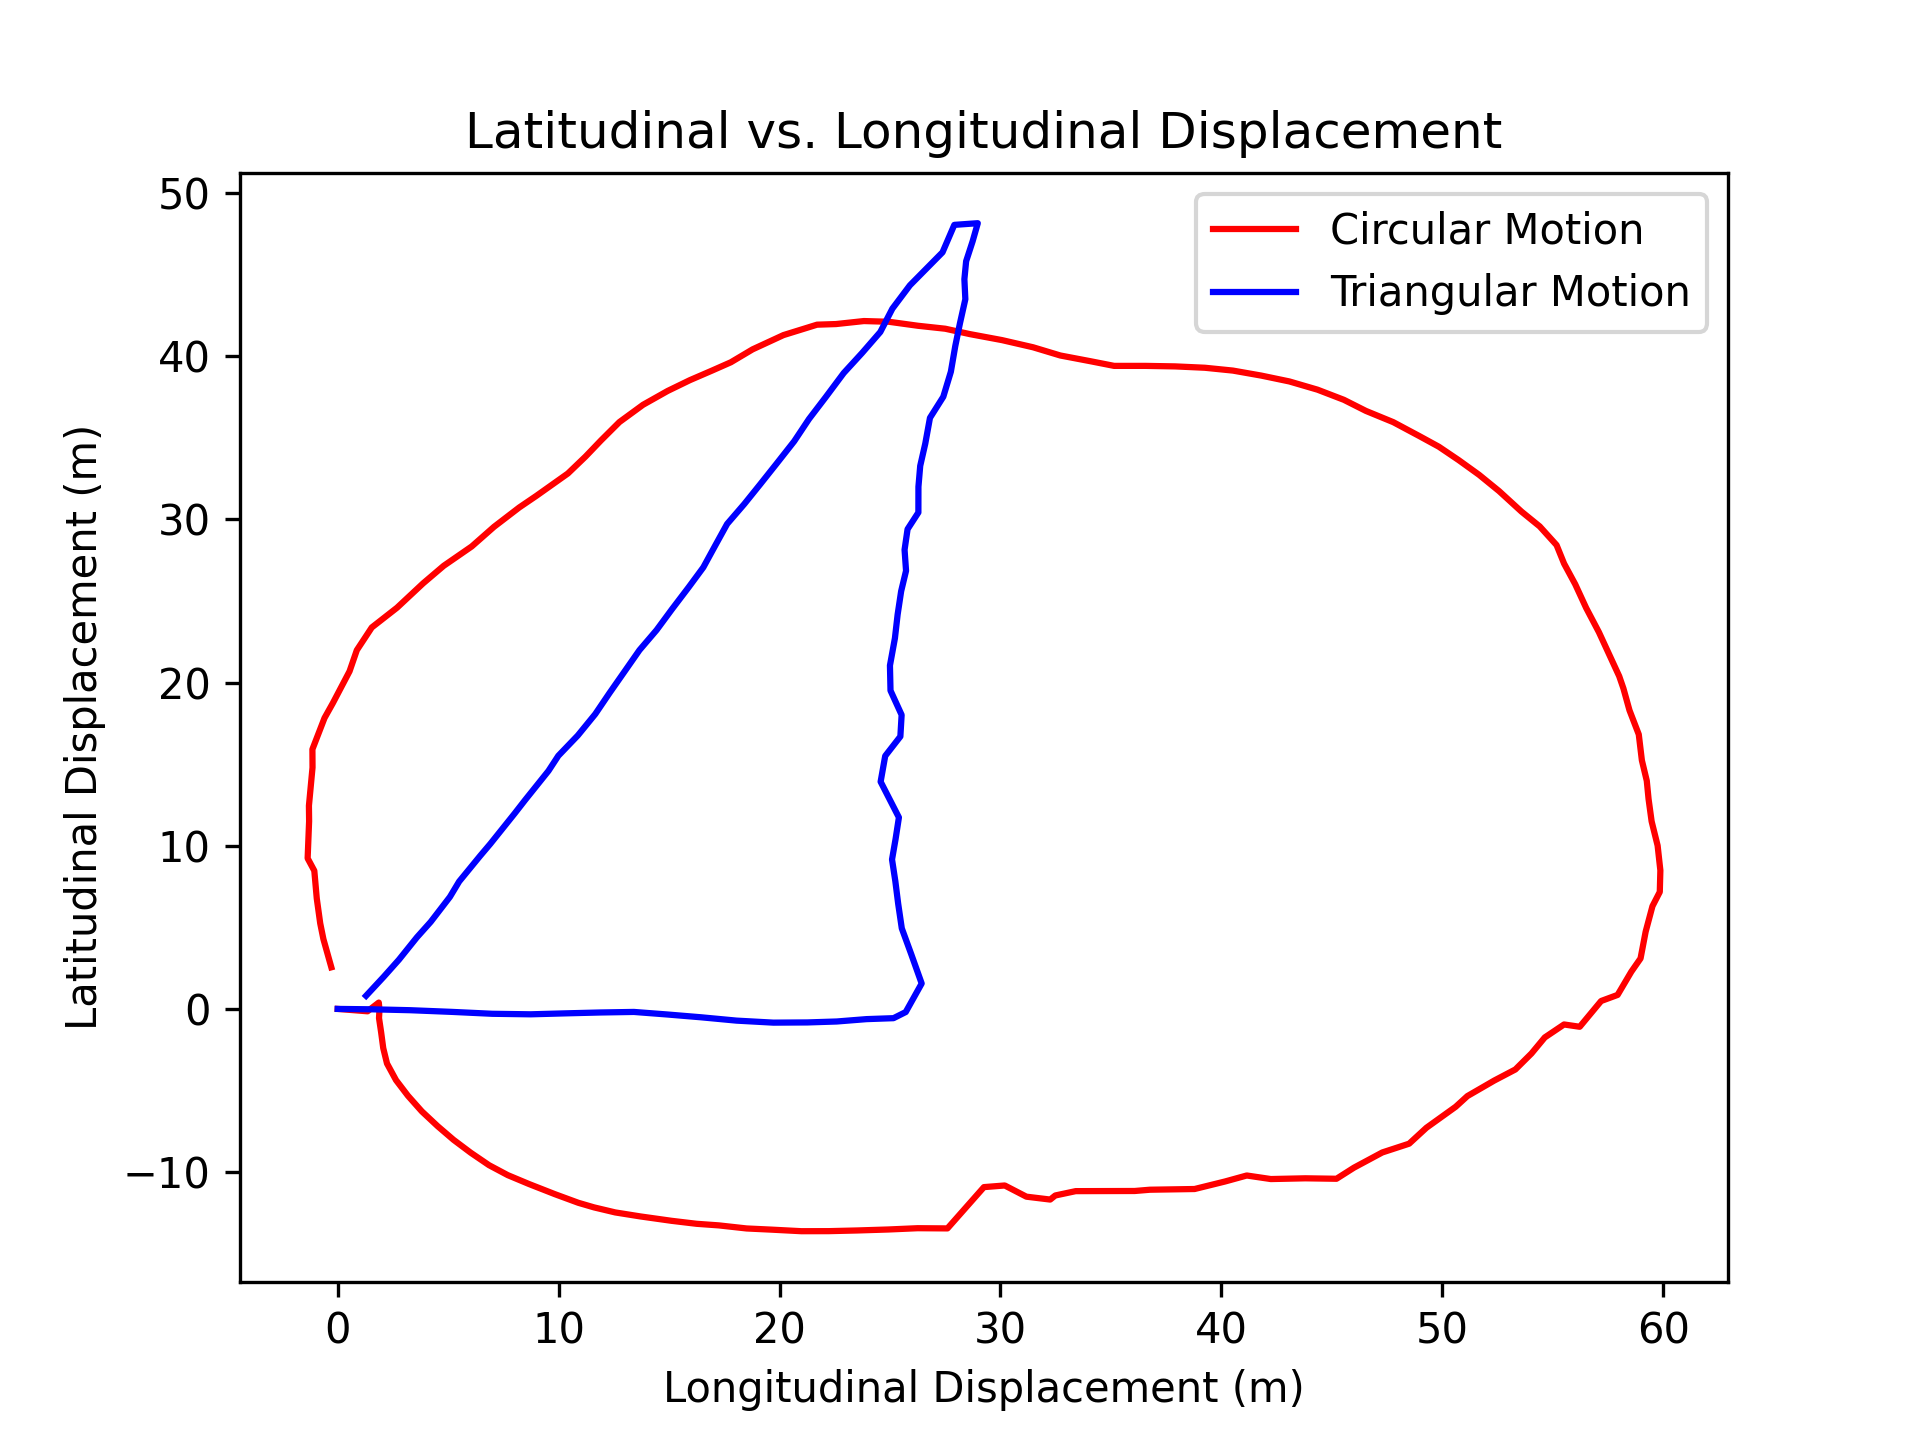 Latitudinal vs. Longitudinal Displacement
Circular Motion
Triangular Motion
Latitudinal Displacement (m)
50
40
30
20
10
0
−10
0 10 20 30 40 50 60
Longitudinal Displacement (m)